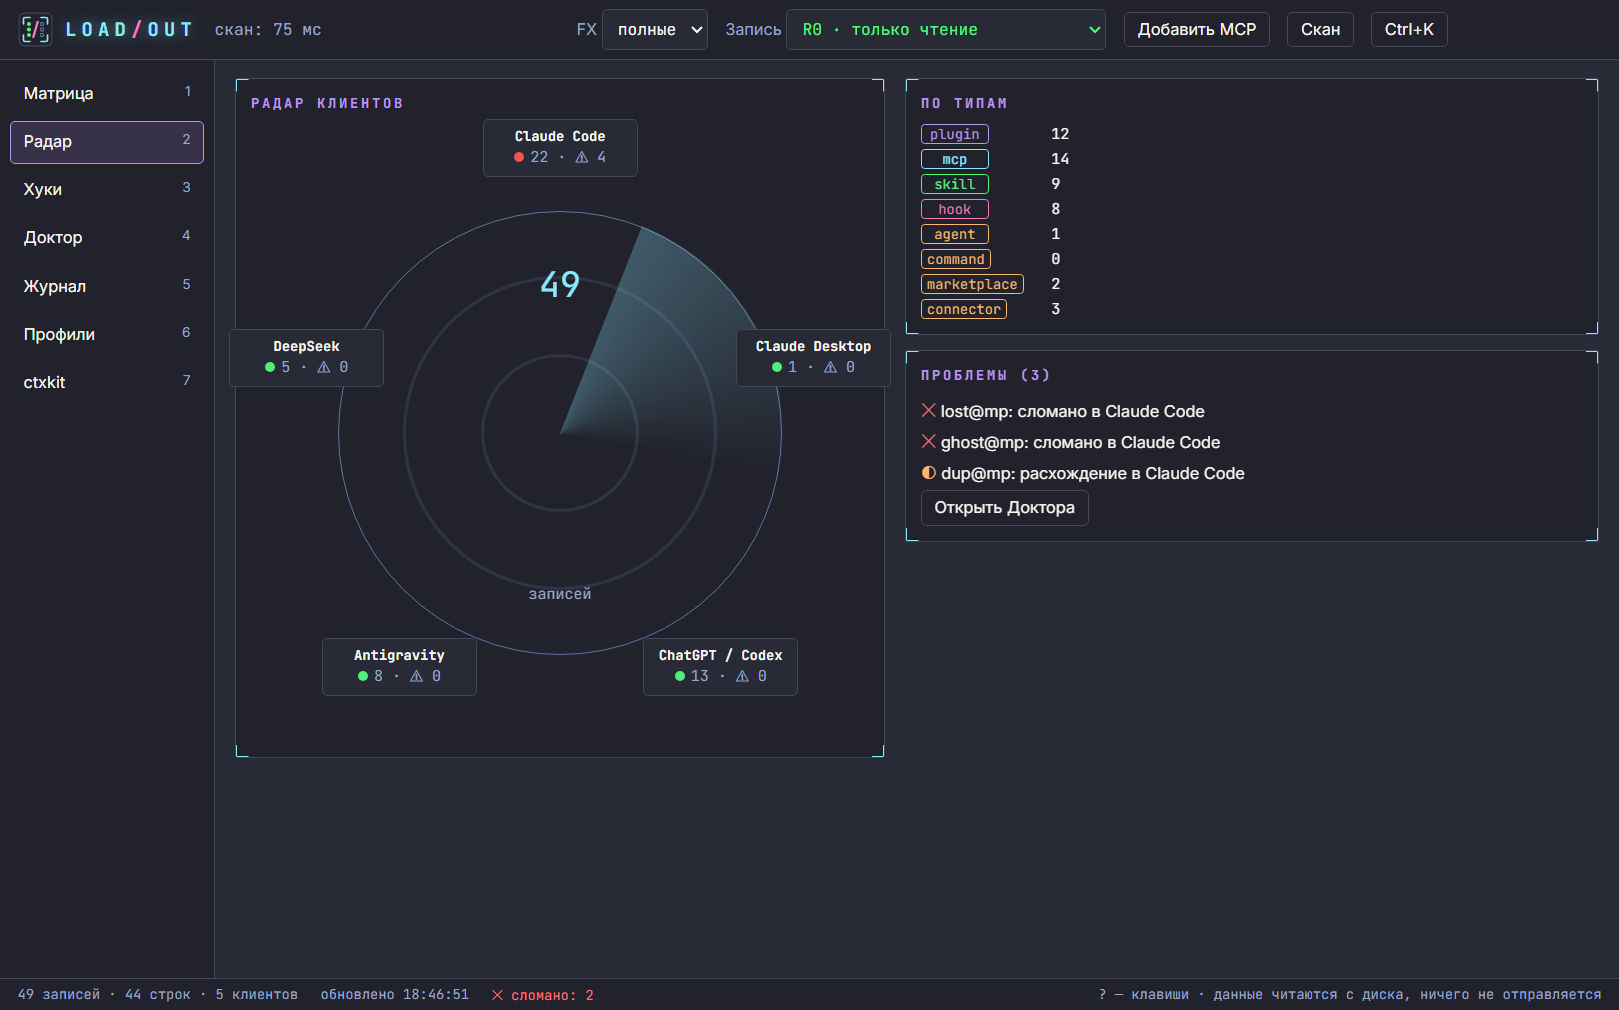 LOAD/OUT скан: 75 мс FX полные Запись R0 · только чтение Добавить MCP Скан Ctrl+K
Матрица 1
Радар 2
Хуки 3
Доктор 4
Журнал 5
Профили 6
ctxkit 7
РАДАР КЛИЕНТОВ
Claude Code
22 · ⚠ 4
49
DeepSeek
5 · ⚠ 0
Claude Desktop
1 · ⚠ 0
записей
Antigravity
8 · ⚠ 0
ChatGPT / Codex
13 · ⚠ 0
ПО ТИПАМ
plugin 12
mcp 14
skill 9
hook 8
agent 1
command 0
marketplace 2
connector 3
ПРОБЛЕМЫ (3)
lost@mp: сломано в Claude Code
ghost@mp: сломано в Claude Code
dup@mp: расхождение в Claude Code
Открыть Доктора
49 записей · 44 строк · 5 клиентов обновлено 18:46:51 сломано: 2 ? — клавиши · данные читаются с диска, ничего не отправляется